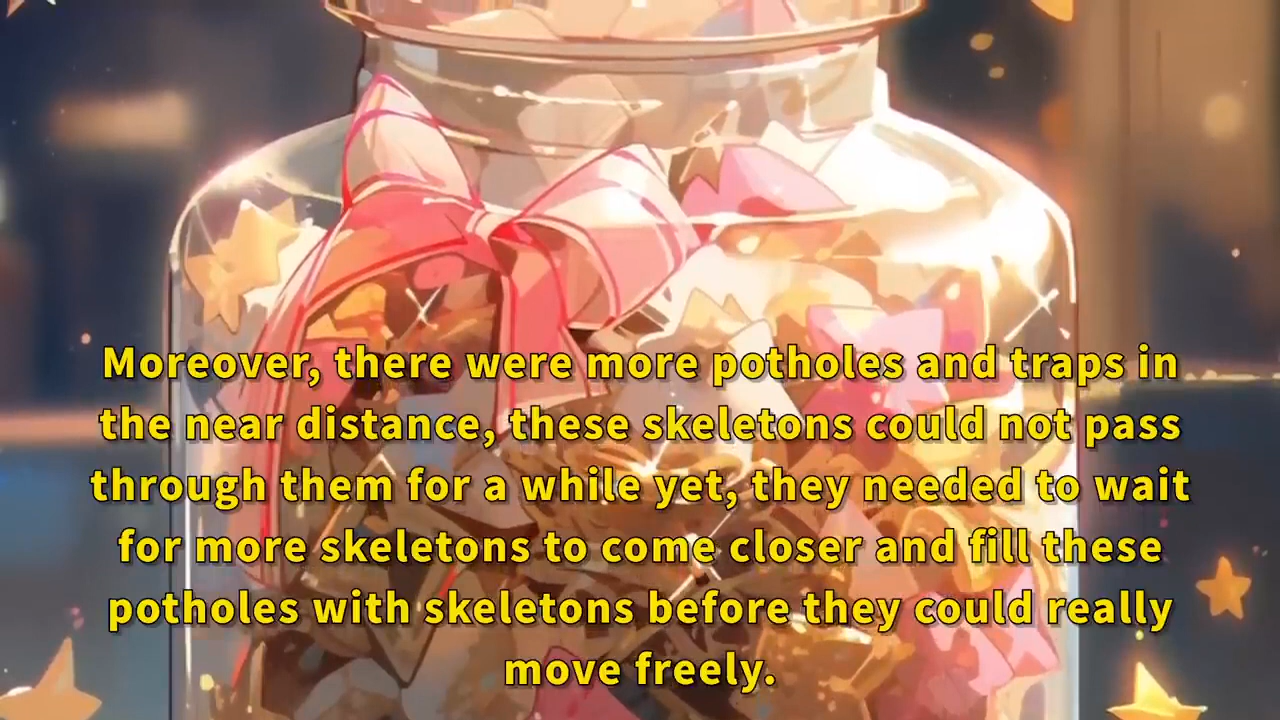 Moreover, there were more potholes and traps in
the near distance, these skeletons could not pass
through them for a while yet, they needed to wait
for more skeletons to come closer and fill these
potholes with skeletons before they could really
move freely.